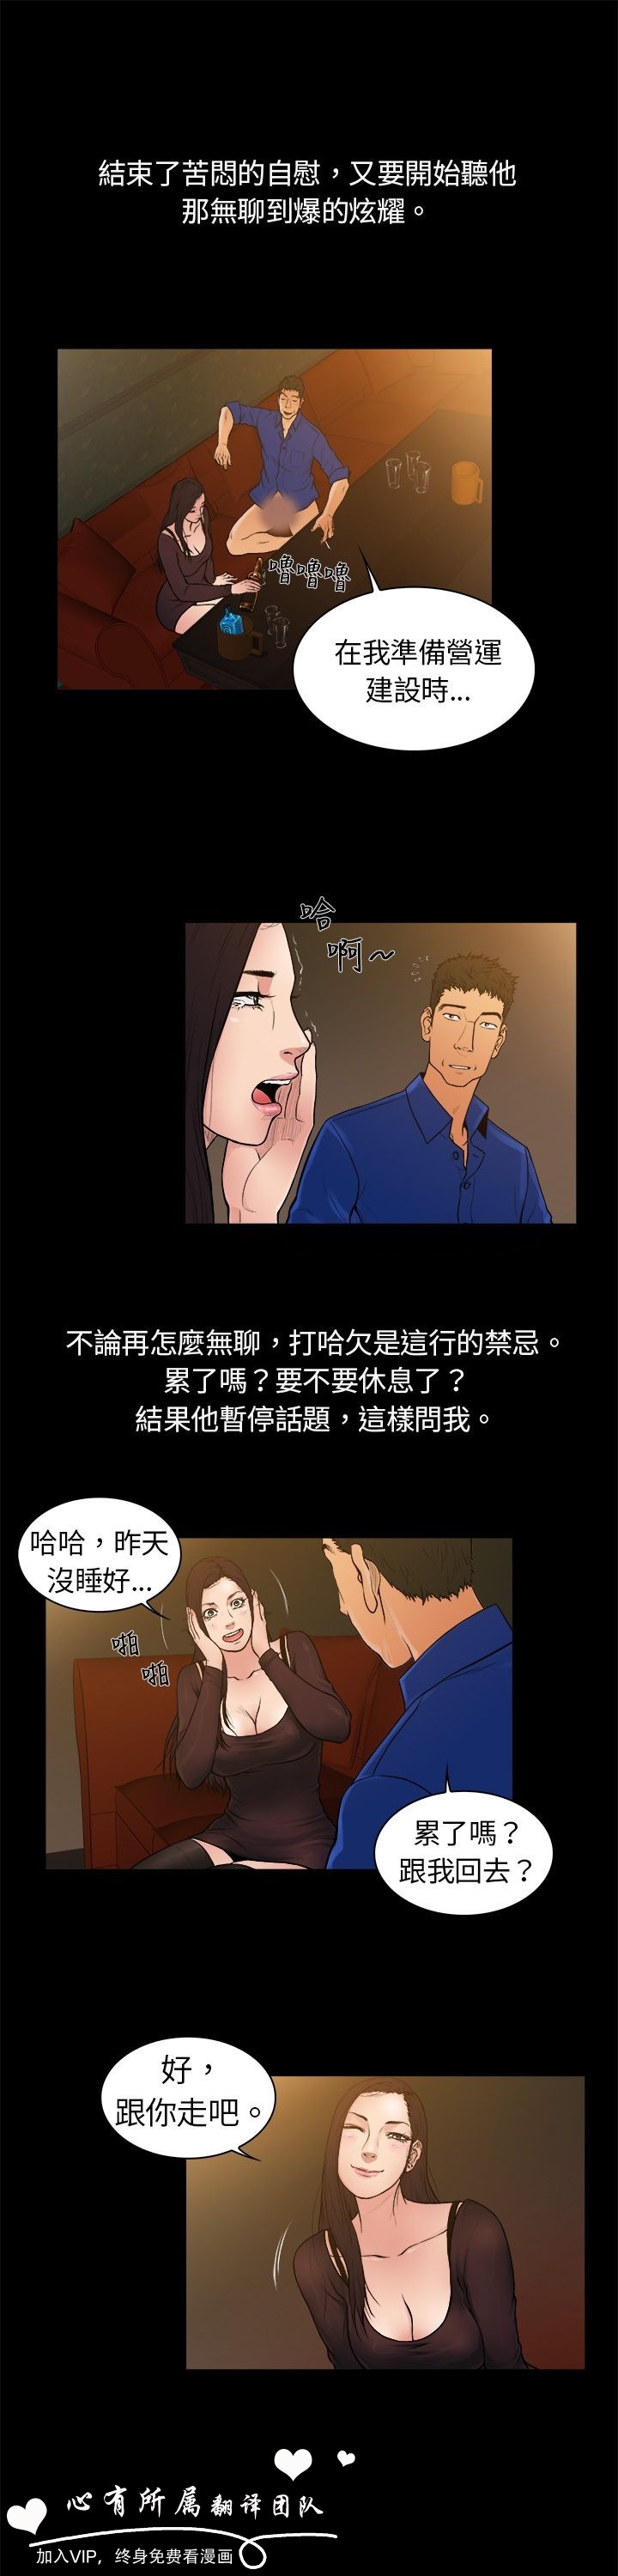 結束了苦悶的自慰，又要開始聽他
那無聊到爆的炫耀。
嚕嚕嚕
在我準備營運
建設時...
哈
啊～
不論再怎麼無聊，打哈欠是這行的禁忌。
累了嗎？要不要休息了？
結果他暫停話題，這樣問我。
哈哈，昨天
沒睡好...
啪
啪
累了嗎？
跟我回去？
好，
跟你走吧。
心有所属翻译团队
加入VIP，终身免费看漫画